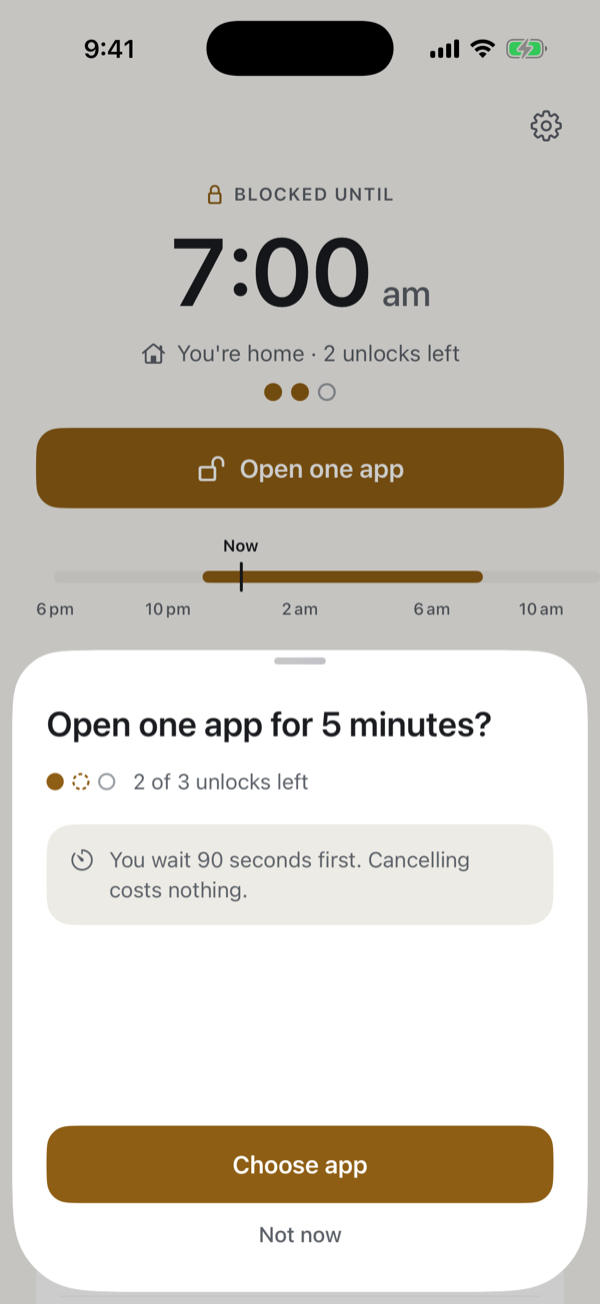 9:41
BLOCKED UNTIL
7:00 am
You're home · 2 unlocks left
Open one app
Now
6 pm 10 pm 2 am 6 am 10 am
Open one app for 5 minutes?
2 of 3 unlocks left
You wait 90 seconds first. Cancelling
costs nothing.
Choose app
Not now